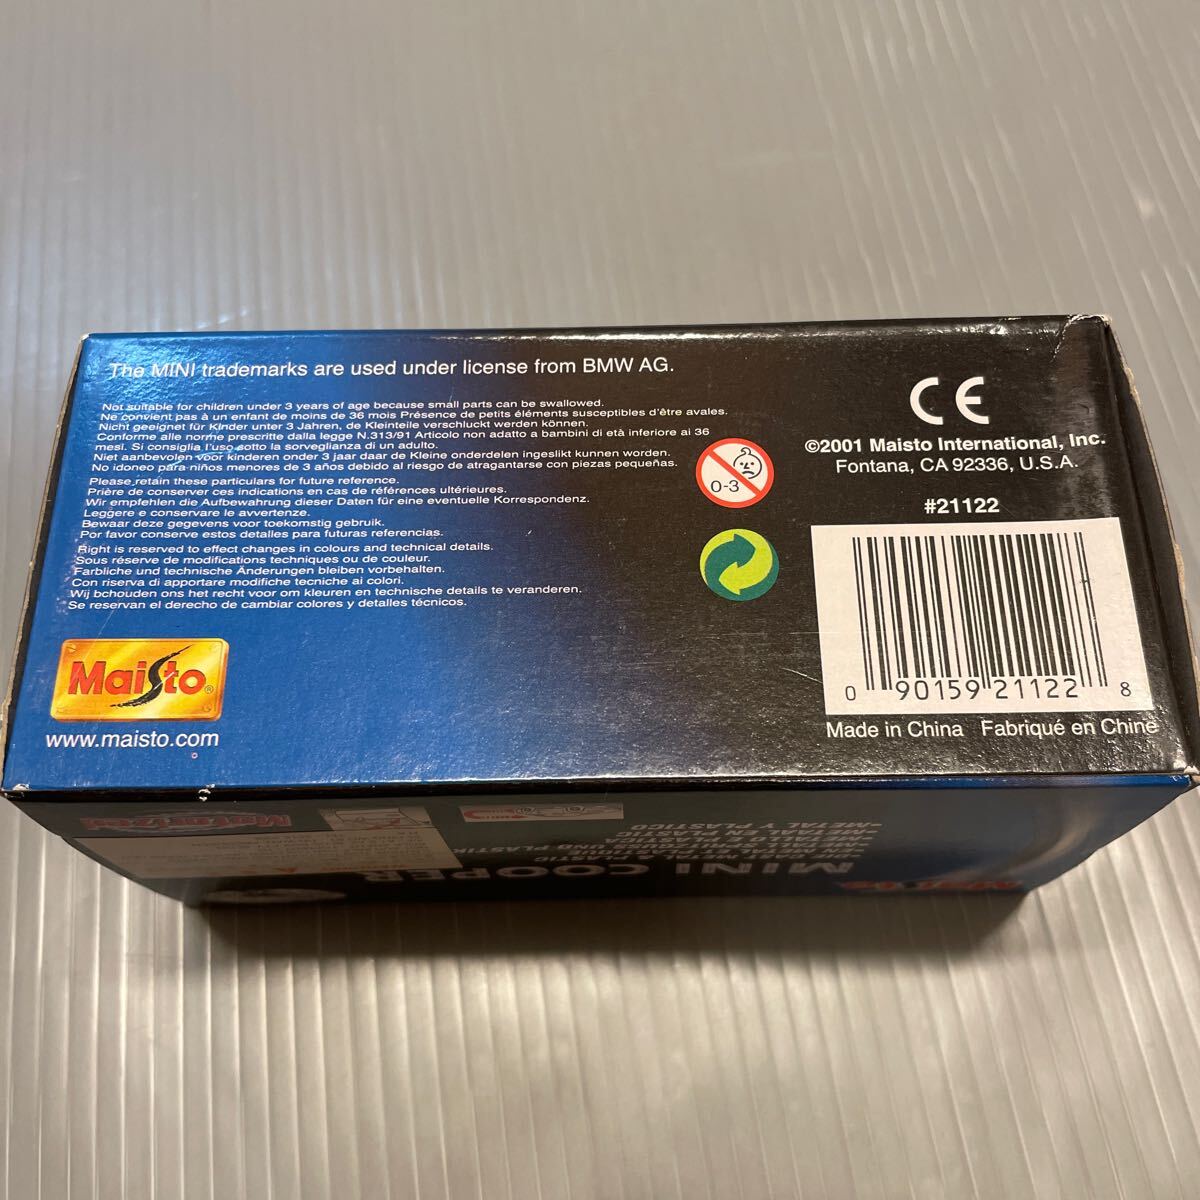 The MINI trademarks are used under license from BMW AG.
Not suitable for children under 3 years of age because small parts can be swallowed.
Ne convient pas à un enfant de moins de 36 mois Présence de petits éléments susceptibles d'être avales.
Nicht geeignet für Kinder unter 3 Jahren, de Kleinteile verschluckt werden können.
Conforme alle norme prescritte dalla legge N.313/91 Articolo non adatto a bambini di età inferiore ai 36
mesi. Si consiglia l'uso sotto la sorveglianza di un adulto.
Niet aanbevolen voor kinderen onder 3 jaar daar de Kleine onderdelen ingeslikt kunnen worden.
No idoneo para niños menores de 3 años debido al riesgo de atragantarse con piezas pequeñas.
Please retain these particulars for future reference.
Prière de conserver ces indications en cas de références ultérieures.
Wir empfehlen die Aufbewahrung dieser Daten für eine eventuelle Korrespondenz.
Leggere e conservare le avvertenze.
Bewaar deze gegevens voor toekomstig gebruik.
Por favor conserve estos detalles para futuras referencias.
Right is reserved to effect changes in colours and technical details.
Sous réserve de modifications techniques ou de couleur.
Farbliche und technische Änderungen bleiben vorbehalten.
Con riserva di apportare modifiche tecniche ai colori.
Wij bchouden ons het recht voor om kleuren en technische details te veranderen.
Se reservan el derecho de cambiar colores y detalles técnicos.
Maisto®
www.maisto.com
0-3
CE
©2001 Maisto International, Inc.
Fontana, CA 92336, U.S.A.
#21122
0 90159 21122 8
Made in China Fabriqué en Chine
Motorized
METAL Y PLASTICO
METAAL EN PLASTIC
MINI COOPER
Maisto